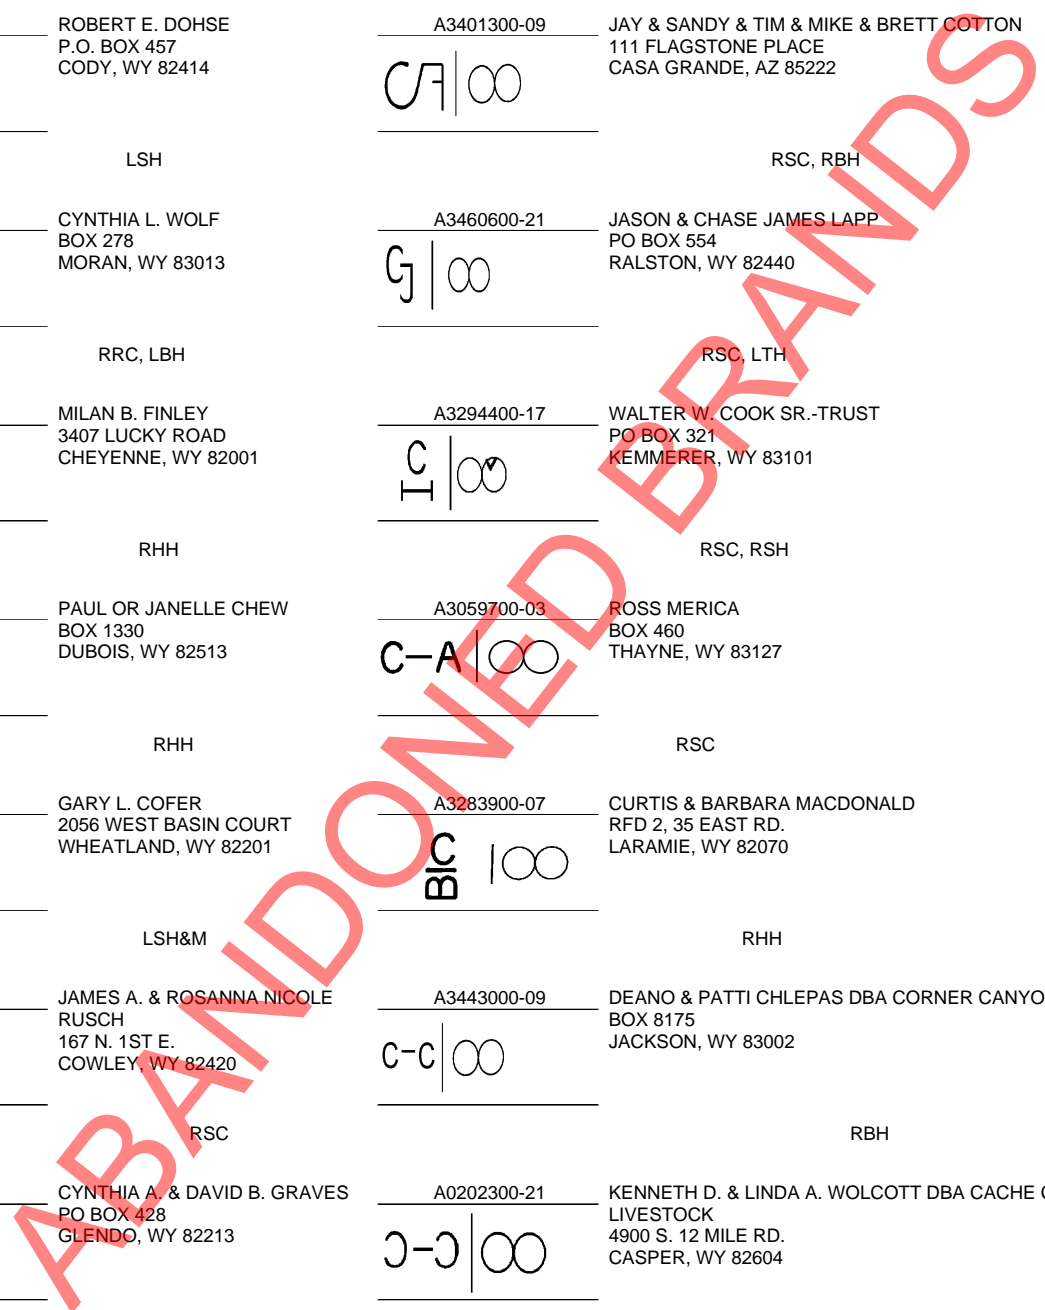 ROBERT E. DOHSE
P.O. BOX 457
CODY, WY 82414
LSH
A3401300-09
JAY & SANDY & TIM & MIKE & BRETT COTTON
111 FLAGSTONE PLACE
CASA GRANDE, AZ 85222
RSC, RBH
CYNTHIA L. WOLF
BOX 278
MORAN, WY 83013
RRC, LBH
A3460600-21
JASON & CHASE JAMES LAPP
PO BOX 554
RALSTON, WY 82440
RSC, LTH
MILAN B. FINLEY
3407 LUCKY ROAD
CHEYENNE, WY 82001
RHH
A3294400-17
C
I
WALTER W. COOK SR.-TRUST
PO BOX 321
KEMMERER, WY 83101
RSC, RSH
PAUL OR JANELLE CHEW
BOX 1330
DUBOIS, WY 82513
RHH
A3059700-03
C-A
ROSS MERICA
BOX 460
THAYNE, WY 83127
RSC
GARY L. COFER
2056 WEST BASIN COURT
WHEATLAND, WY 82201
LSH&M
A3283900-07
CURTIS & BARBARA MACDONALD
RFD 2, 35 EAST RD.
LARAMIE, WY 82070
RHH
JAMES A. & ROSANNA NICOLE
RUSCH
167 N. 1ST E.
COWLEY, WY 82420
RSC
A3443000-09
C-C
DEANO & PATTI CHLEPAS DBA CORNER CANYO
BOX 8175
JACKSON, WY 83002
RBH
CYNTHIA A. & DAVID B. GRAVES
PO BOX 428
GLENDO, WY 82213
A0202300-21
KENNETH D. & LINDA A. WOLCOTT DBA CACHE
LIVESTOCK
4900 S. 12 MILE RD.
CASPER, WY 82604
ABANDONED BRANDS